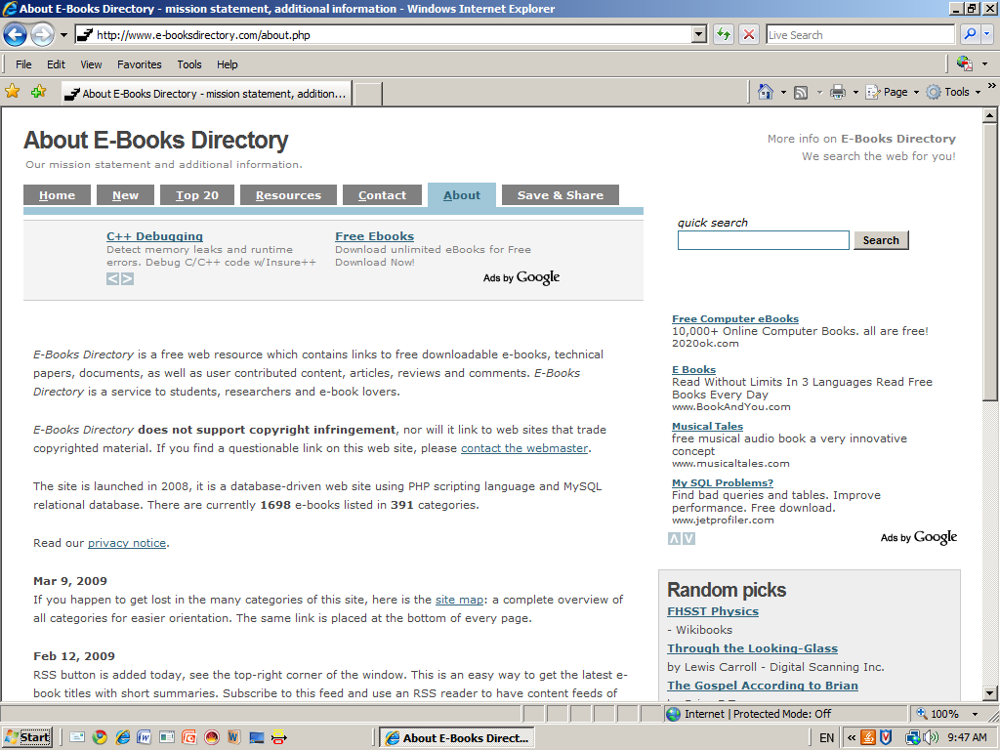 About E-Books Directory - mission statement, additional information - Windows Internet Explorer
http://www.e-booksdirectory.com/about.php
Live Search
File Edit View Favorites Tools Help
About E-Books Directory - mission statement, addition...
Page Tools
About E-Books Directory
Our mission statement and additional information.
More info on E-Books Directory
We search the web for you!
Home New Top 20 Resources Contact About Save & Share
C++ Debugging
Detect memory leaks and runtime
errors. Debug C/C++ code w/Insure++
Free Ebooks
Download unlimited eBooks for Free
Download Now!
Ads by Google
E-Books Directory is a free web resource which contains links to free downloadable e-books, technical
papers, documents, as well as user contributed content, articles, reviews and comments. E-Books
Directory is a service to students, researchers and e-book lovers.
E-Books Directory does not support copyright infringement, nor will it link to web sites that trade
copyrighted material. If you find a questionable link on this web site, please contact the webmaster.
The site is launched in 2008, it is a database-driven web site using PHP scripting language and MySQL
relational database. There are currently 1698 e-books listed in 391 categories.
Read our privacy notice.
Mar 9, 2009
If you happen to get lost in the many categories of this site, here is the site map: a complete overview of
all categories for easier orientation. The same link is placed at the bottom of every page.
Feb 12, 2009
RSS button is added today, see the top-right corner of the window. This is an easy way to get the latest e-
book titles with short summaries. Subscribe to this feed and use an RSS reader to have content feeds of
quick search
Search
Free Computer eBooks
10,000+ Online Computer Books. all are free!
2020ok.com
E Books
Read Without Limits In 3 Languages Read Free
Books Every Day
www.BookAndYou.com
Musical Tales
free musical audio book a very innovative
concept
www.musicaltales.com
My SQL Problems?
Find bad queries and tables. Improve
performance. Free download.
www.jetprofiler.com
Ads by Google
Random picks
FHSST Physics
- Wikibooks
Through the Looking-Glass
by Lewis Carroll - Digital Scanning Inc.
The Gospel According to Brian
Internet | Protected Mode: Off
100%
Start
About E-Books Direct...
EN
9:47 AM